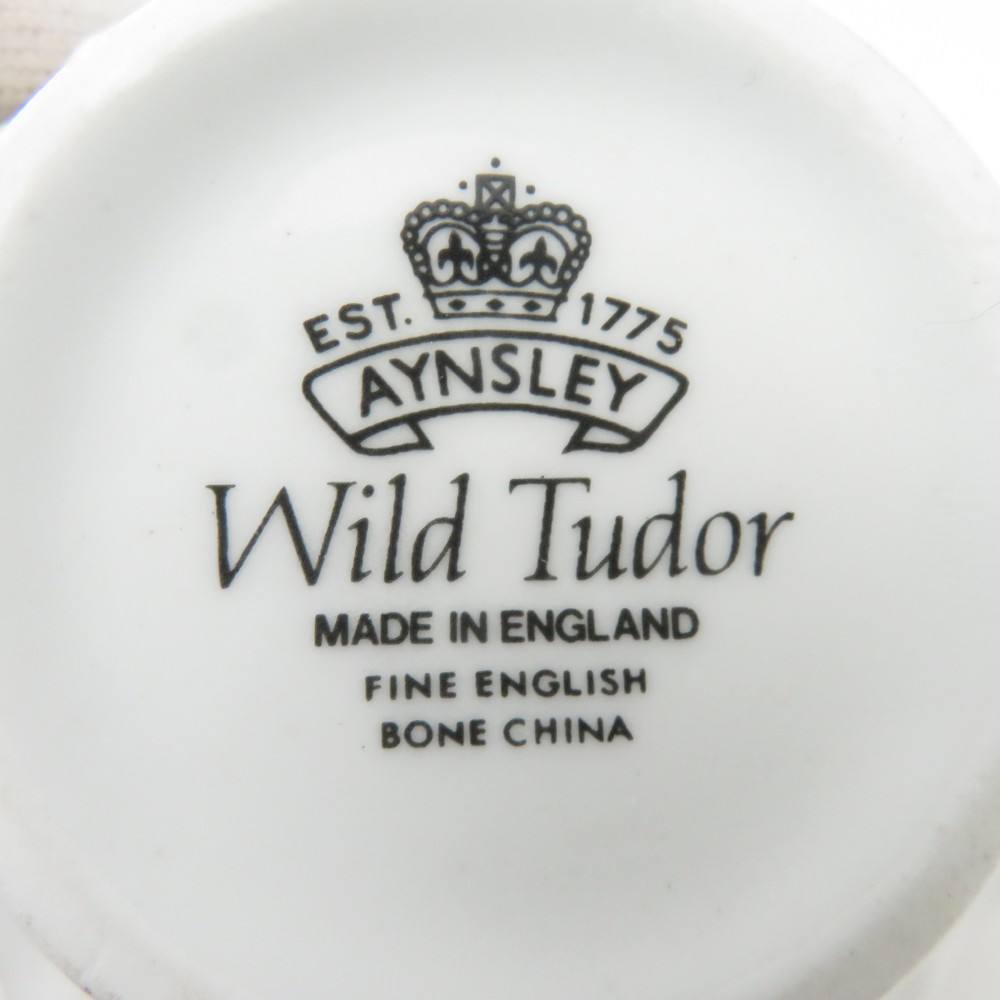 EST. 1775
AYNSLEY
Wild Tudor
MADE IN ENGLAND
FINE ENGLISH
BONE CHINA